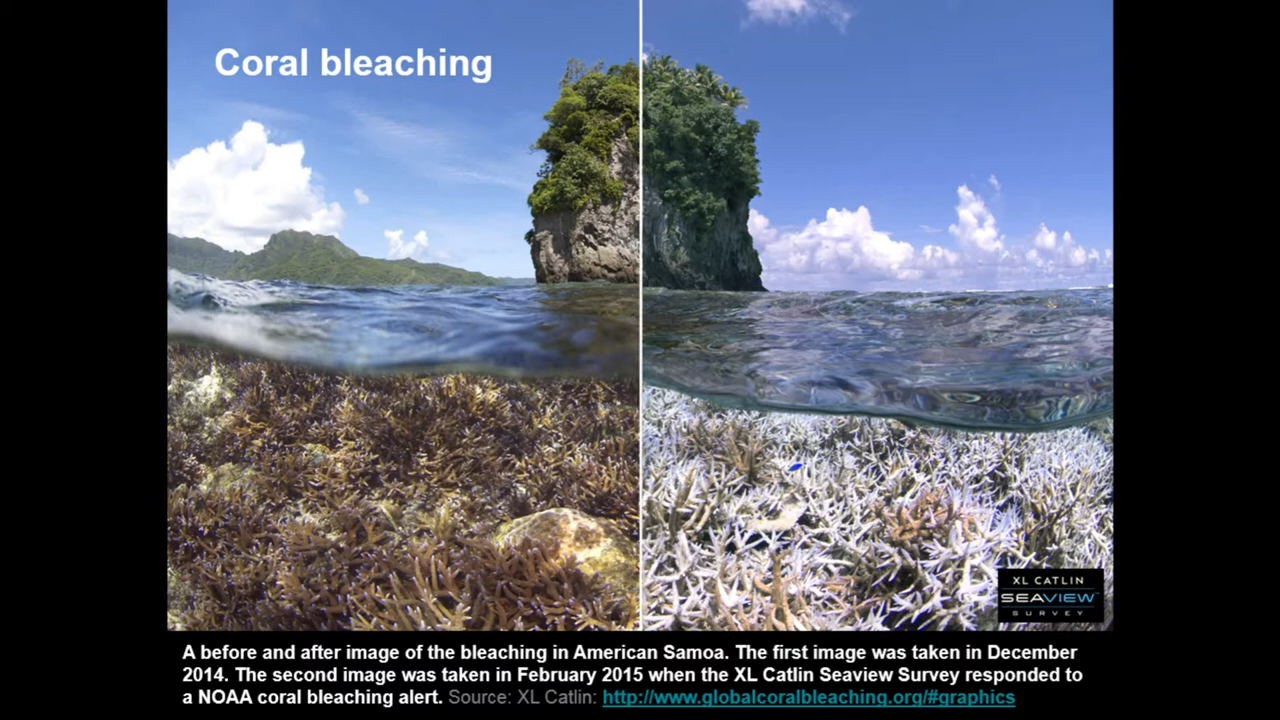 Coral bleaching
XL CATLIN
SEAVIEW
SURVEY
A before and after image of the bleaching in American Samoa. The first image was taken in December
2014. The second image was taken in February 2015 when the XL Catlin Seaview Survey responded to
a NOAA coral bleaching alert. Source: XL Catlin: http://www.globalcoralbleaching.org/#graphics